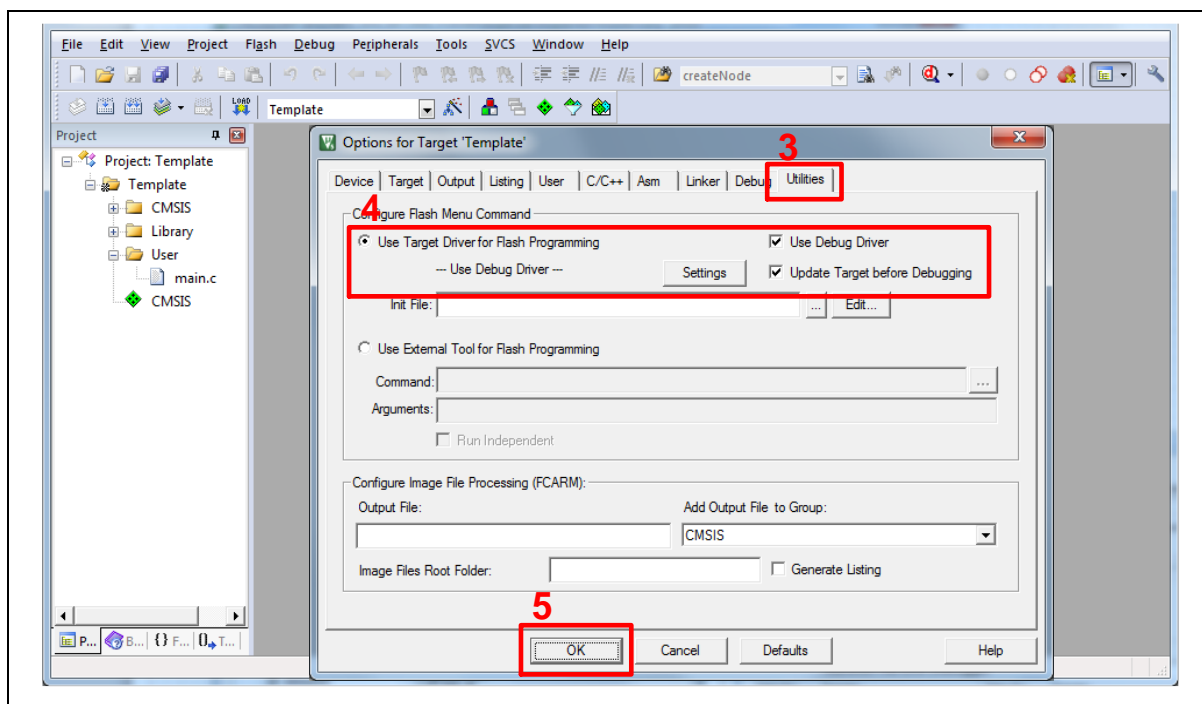 File Edit View Project Flash Debug Peripherals Tools SVCS Window Help
createNode
LOAD Template
Project
Project: Template
Template
CMSIS
Library
User
main.c
CMSIS
P... B... {} F... 0 T...
Options for Target 'Template'
3
Device Target Output Listing User C/C++ Asm Linker Debug Utilities
4
Configure Flash Menu Command
Use Target Driver for Flash Programming Use Debug Driver
--- Use Debug Driver --- Settings Update Target before Debugging
Init File: ... Edit...
Use External Tool for Flash Programming
Command: ...
Arguments:
Run Independent
Configure Image File Processing (FCARM):
Output File: Add Output File to Group:
CMSIS
Image Files Root Folder: Generate Listing
5
OK Cancel Defaults Help